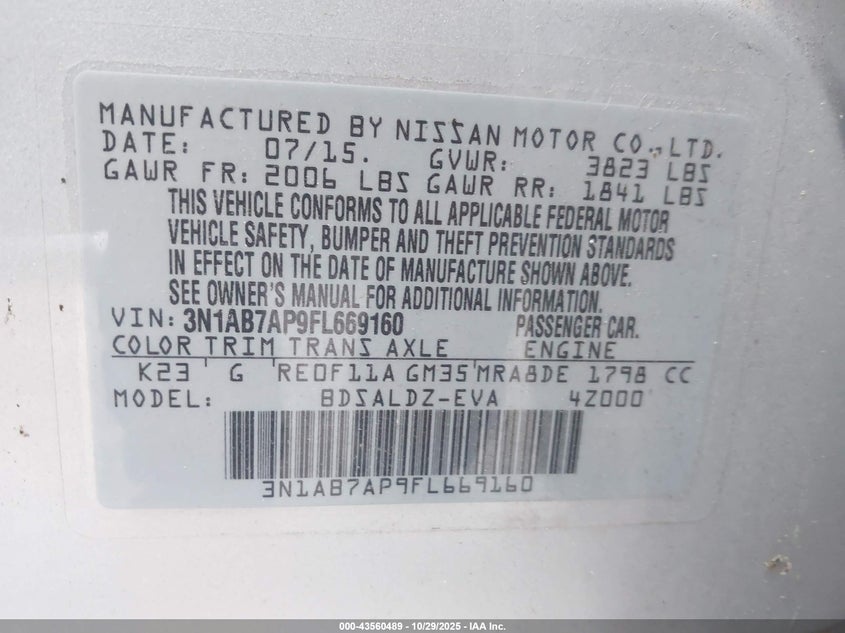 MANUFACTURED BY NISSAN MOTOR CO., LTD.
DATE: 07/15. GVWR: 3823 LBS
GAWR FR: 2006 LBS GAWR RR: 1841 LBS
THIS VEHICLE CONFORMS TO ALL APPLICABLE FEDERAL MOTOR
VEHICLE SAFETY, BUMPER AND THEFT PREVENTION STANDARDS
IN EFFECT ON THE DATE OF MANUFACTURE SHOWN ABOVE.
SEE OWNER'S MANUAL FOR ADDITIONAL INFORMATION.
VIN: 3N1AB7AP9FL669160 PASSENGER CAR.
COLOR TRIM TRANS AXLE ENGINE
K23 G RE0F11A GM35 MRA8DE 1798 CC
MODEL: BDSALDZ-EVA 4Z000
3N1AB7AP9FL669160
000-43560489 - 10/29/2025 - IAA Inc.